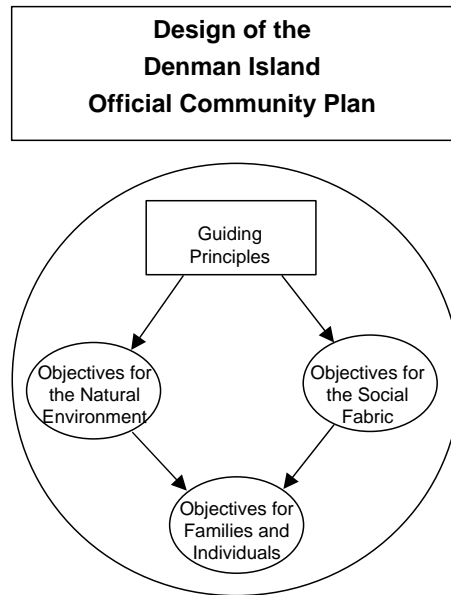 Design of the
Denman Island
Official Community Plan
Guiding
Principles
Objectives for
the Natural
Environment
Objectives for
the Social
Fabric
Objectives for
Families and
Individuals